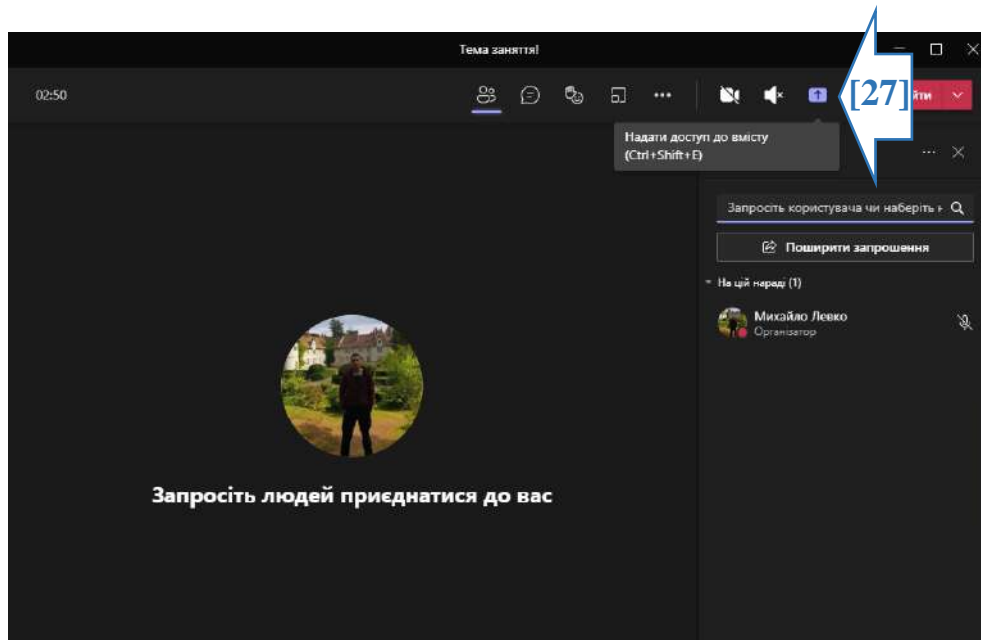 Тема заняття!
02:50
[27]
йти
Надати доступ до вмісту
(Ctrl+Shift+E)
Запросіть користувача чи наберіть н
Поширити запрошення
На цій нараді (1)
Михайло Левко
Організатор
Запросіть людей приєднатися до вас